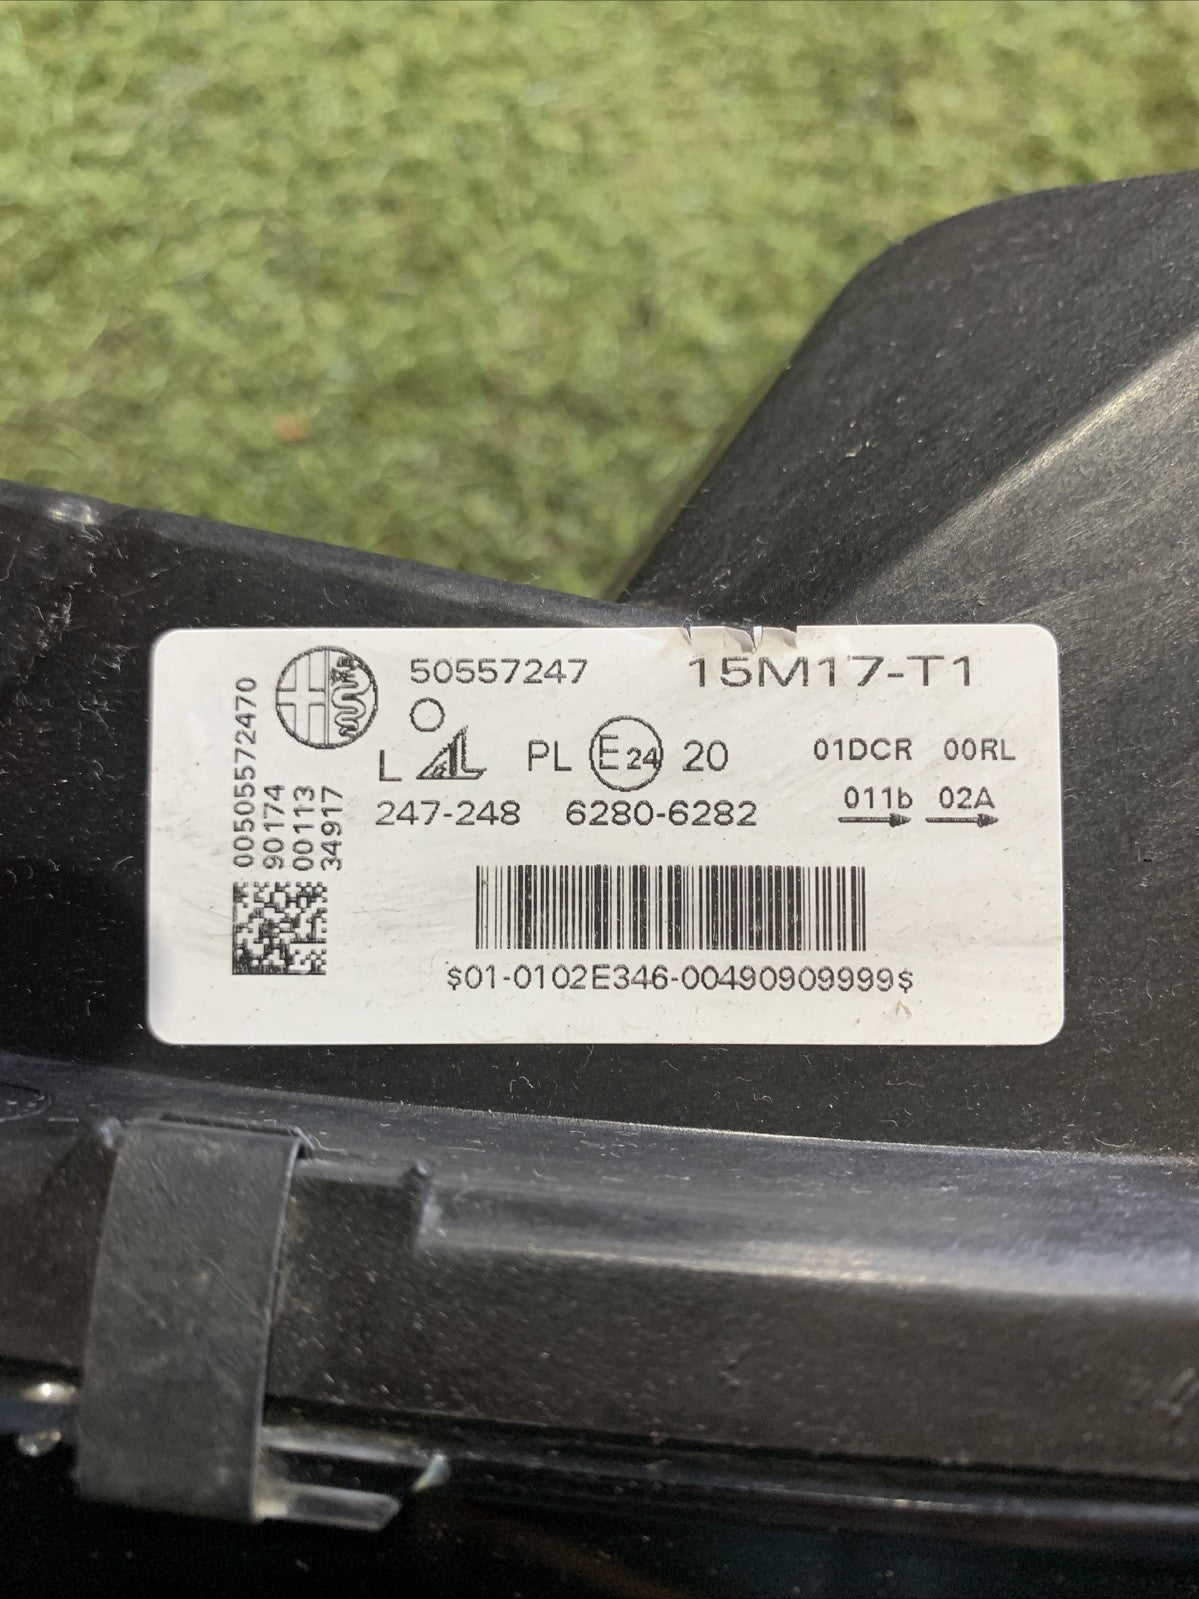 50557247 15M17-T1
L AL PL E24 20 01DCR 00RL
247-248 6280-6282 011b 02A
00505572470
90174
00113
34917
$01-0102E346-00490909999$